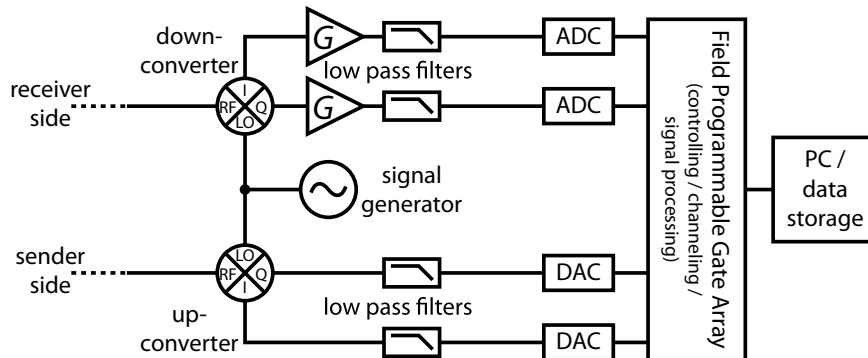 down-
converter
G
ADC
I
RF
Q
LO
low pass filters
receiver
side
G
ADC
Field Programmable Gate Array
(controlling / channeling /
signal processing)
PC /
data
storage
signal
generator
LO
RF
Q
I
sender
side
DAC
low pass filters
up-
converter
DAC